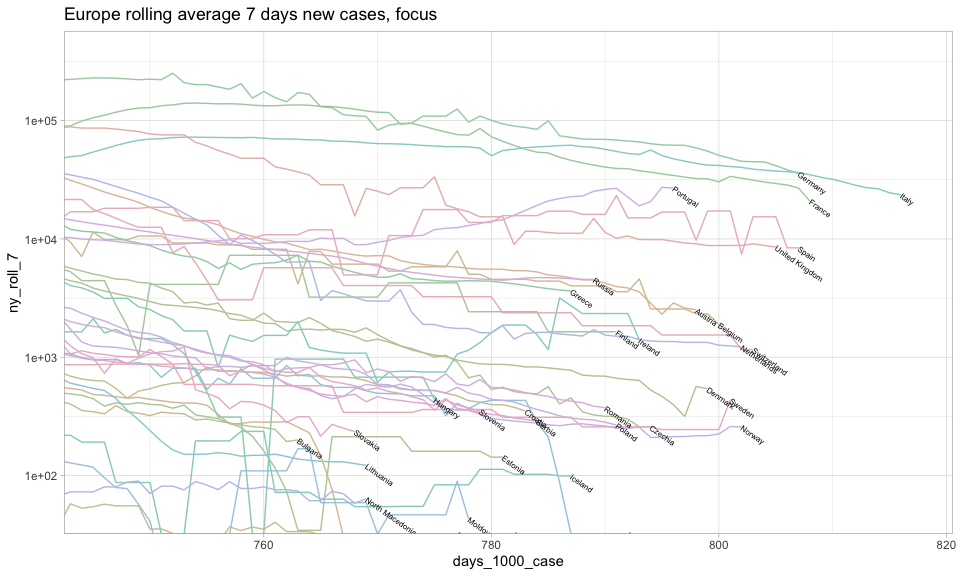 Europe rolling average 7 days new cases, focus
ny_roll_7
1e+05
1e+04
1e+03
1e+02
Germany
Italy
France
Portugal
Spain
United Kingdom
Russia
Greece
Austria
Belgium
Finland
Ireland
Switzerland
Netherlands
Hungary
Slovenia
Croatia
Serbia
Romania
Poland
Czechia
Denmark
Sweden
Norway
Bulgaria
Slovakia
Lithuania
Estonia
Iceland
North Macedonia
760
780
800
820
days_1000_case